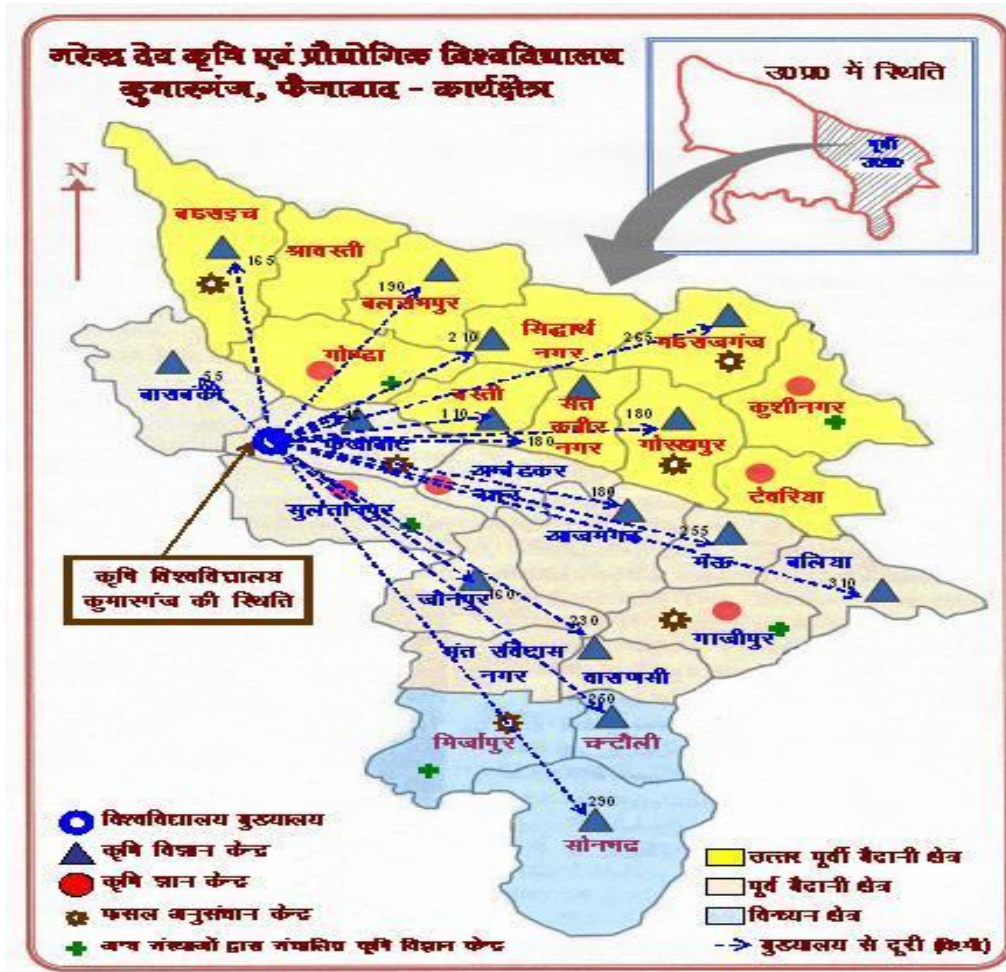 नरेन्द्र देव कृषि एवं प्रौद्योगिक विश्वविद्यालय
कुमारगंज, फैजाबाद - कार्यक्षेत्र
उ0प्र0 में स्थिति
पूर्वी
उ0प्र0
N
बहराइच
165
श्रावस्ती
190
बलरामपुर
210
सिद्धार्थ
नगर
265
महराजगंज
गोण्डा
55
बाराबंकी
बस्ती
110
संत
कबीर
नगर
180
गोरखपुर
कुशीनगर
180
फैजाबाद
अम्बेडकर
नगर
देवरिया
सुलतानपुर
180
आजमगढ़
255
मऊ
बलिया
310
कृषि विश्वविद्यालय
कुमारगंज की स्थिति
जौनपुर
160
230
गाजीपुर
संत रविदास
नगर
वाराणसी
260
मिर्जापुर
चन्दौली
290
सोनभद्र
विश्वविद्यालय मुख्यालय
कृषि विज्ञान केन्द्र
कृषि ज्ञान केन्द्र
फसल अनुसंधान केन्द्र
अन्य संस्थाओं द्वारा संचालित कृषि विज्ञान केन्द्र
उत्तर पूर्वी मैदानी क्षेत्र
पूर्व मैदानी क्षेत्र
विन्ध्यन क्षेत्र
मुख्यालय से दूरी (कि.मी)